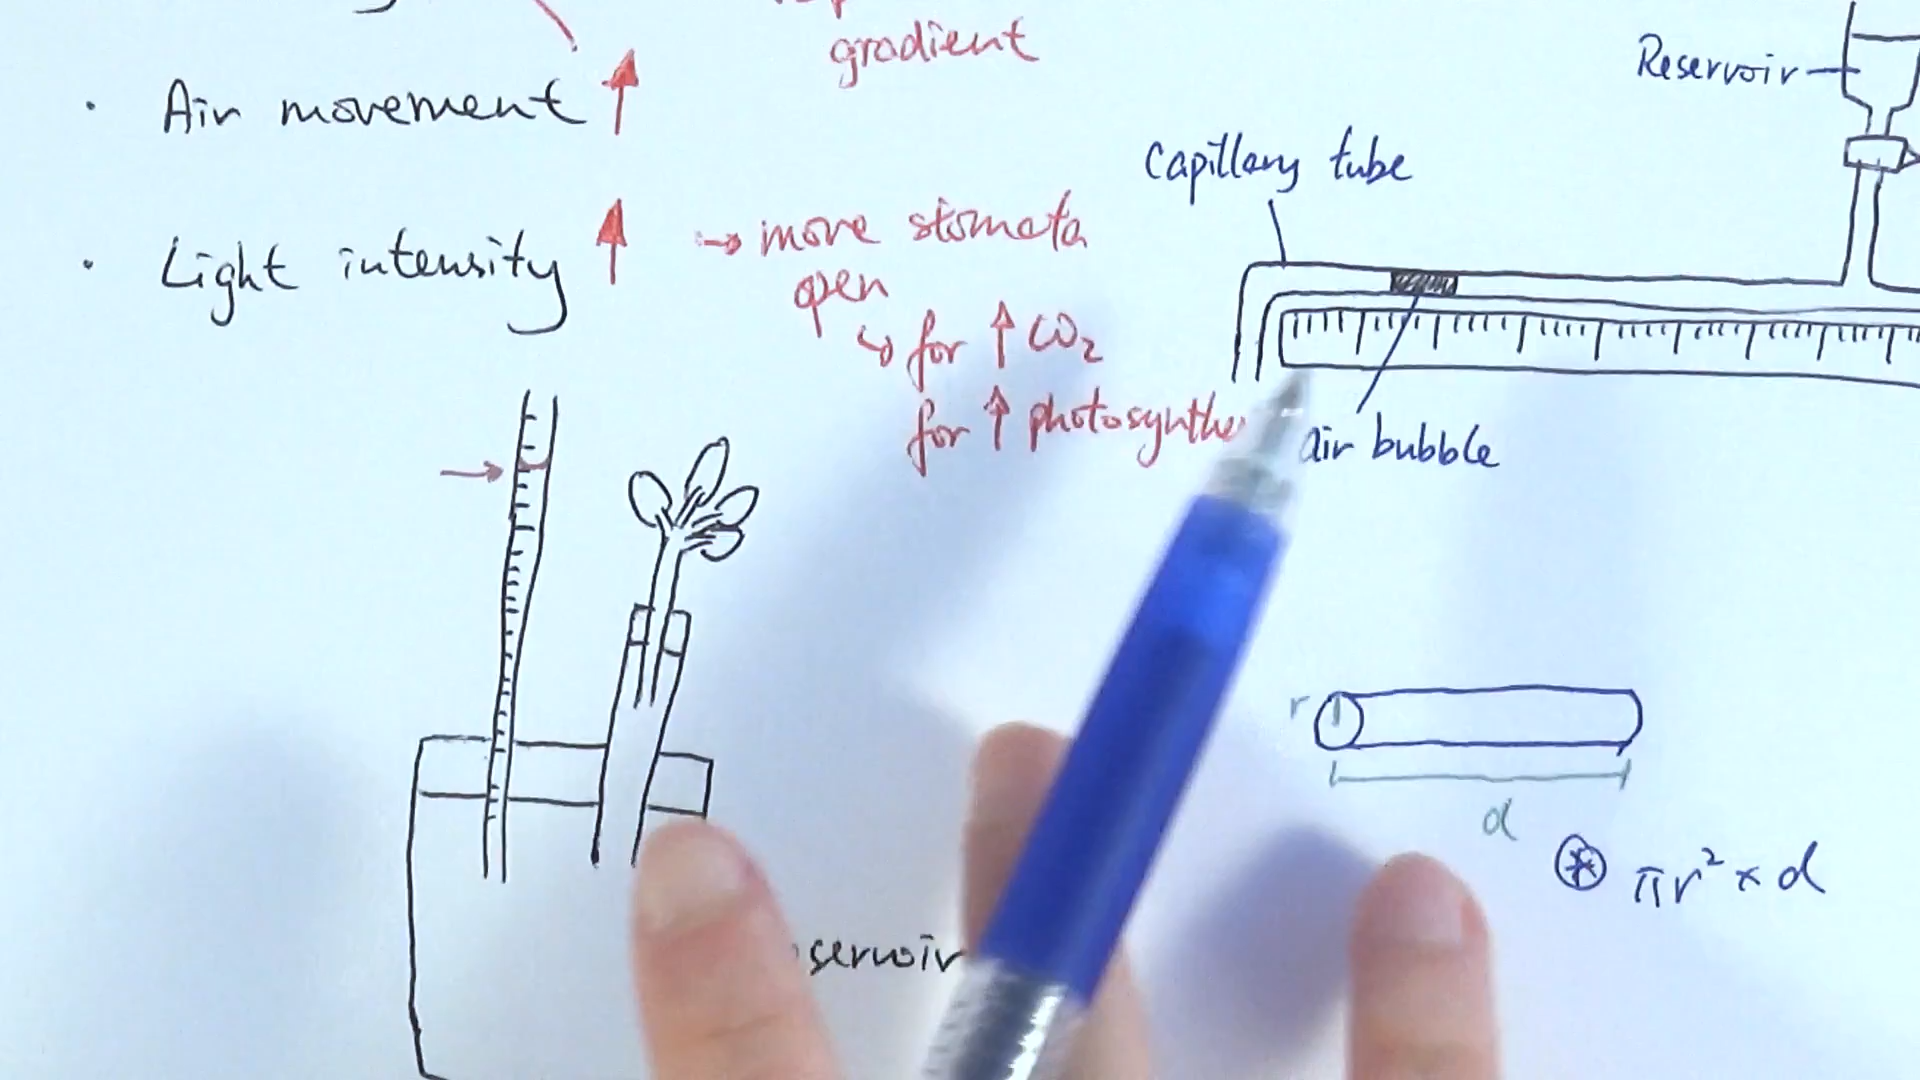 gradient
· Air movement ↑
· Light intensity ↑ → more stomata
open
↳ for ↑ CO₂
for ↑ photosynthe
Reservoir
Capillary tube
air bubble
r
d
⊛ πr² × d
servoir